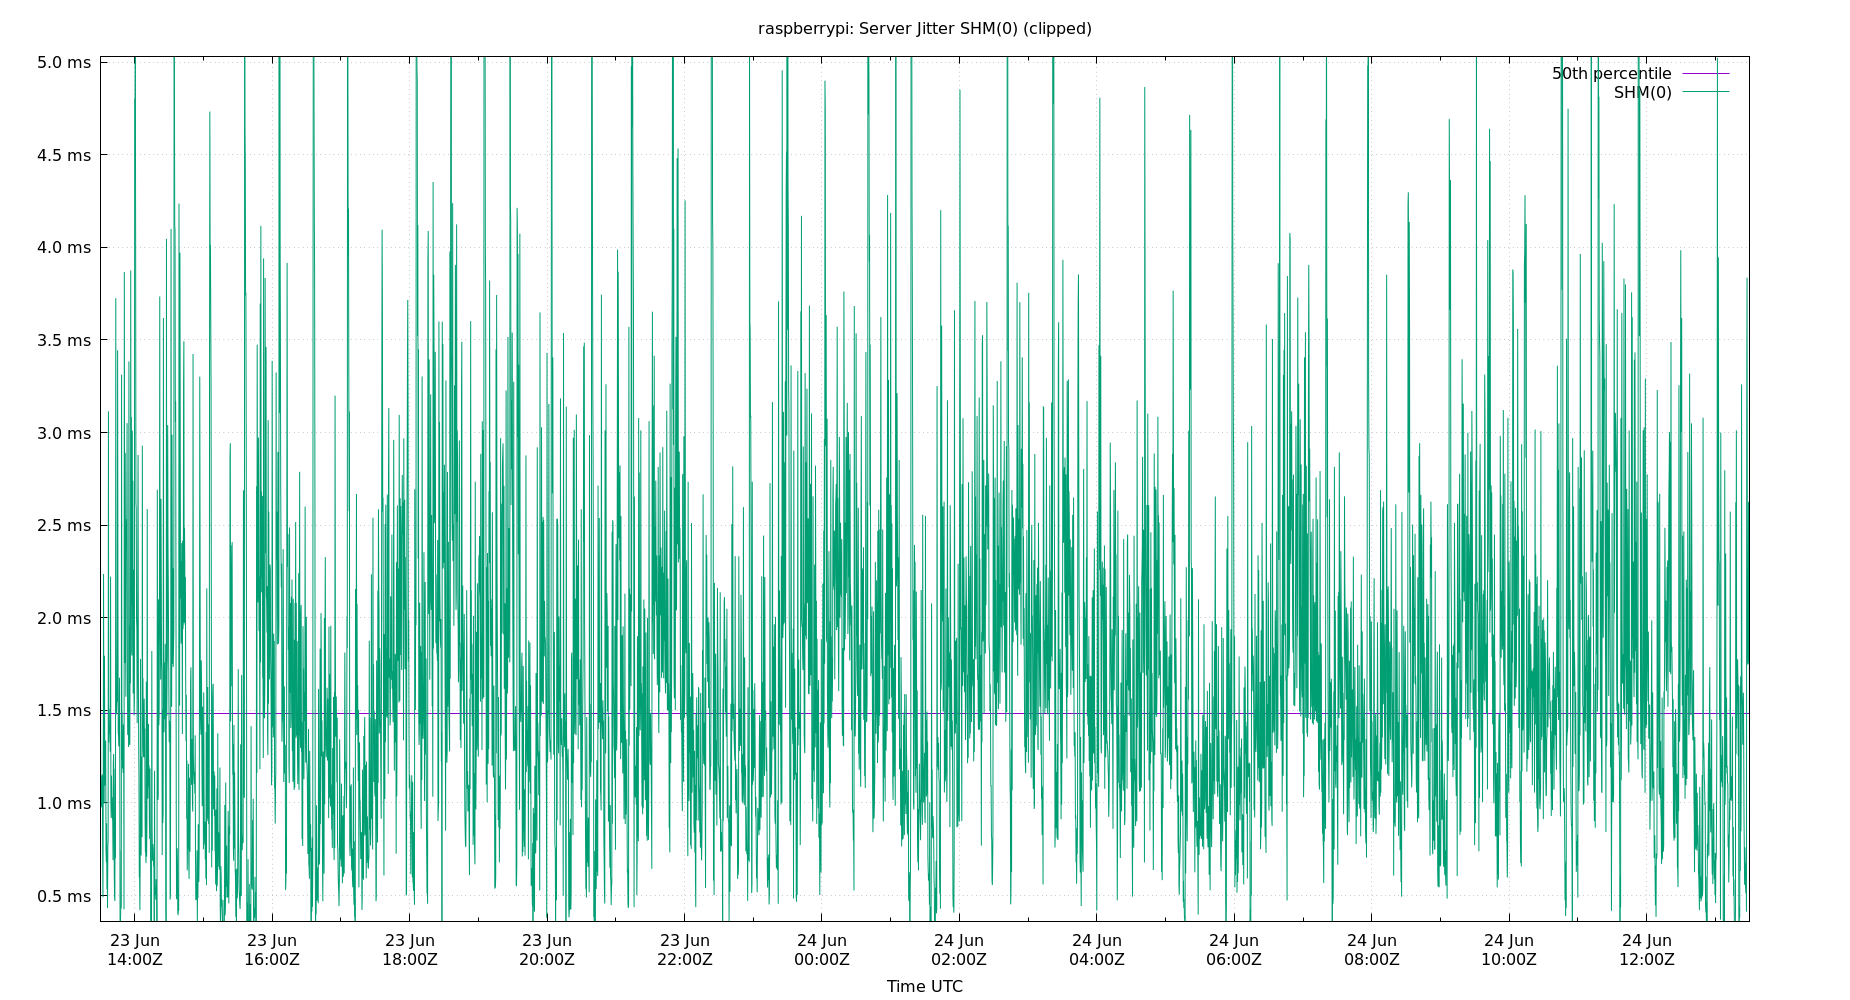 raspberrypi: Server Jitter SHM(0) (clipped)
5.0 ms
50th percentile
SHM(0)
4.5 ms
4.0 ms
3.5 ms
3.0 ms
2.5 ms
2.0 ms
1.5 ms
1.0 ms
0.5 ms
23 Jun 23 Jun 23 Jun 23 Jun 23 Jun 24 Jun 24 Jun 24 Jun 24 Jun 24 Jun 24 Jun 24 Jun
14:00Z 16:00Z 18:00Z 20:00Z 22:00Z 00:00Z 02:00Z 04:00Z 06:00Z 08:00Z 10:00Z 12:00Z
Time UTC